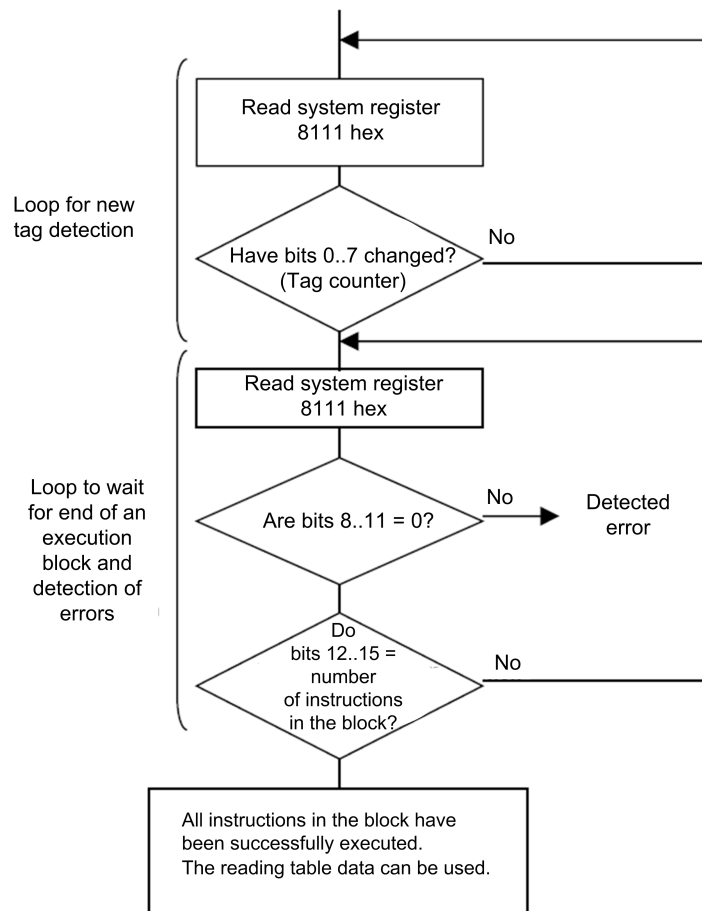 Read system register
8111 hex
Loop for new
tag detection
Have bits 0..7 changed?
(Tag counter)
No
Read system register
8111 hex
Loop to wait
for end of an
execution
block and
detection of
errors
Are bits 8..11 = 0?
No
Detected
error
Do
bits 12..15 =
number
of instructions
in the block?
No
All instructions in the block have
been successfully executed.
The reading table data can be used.